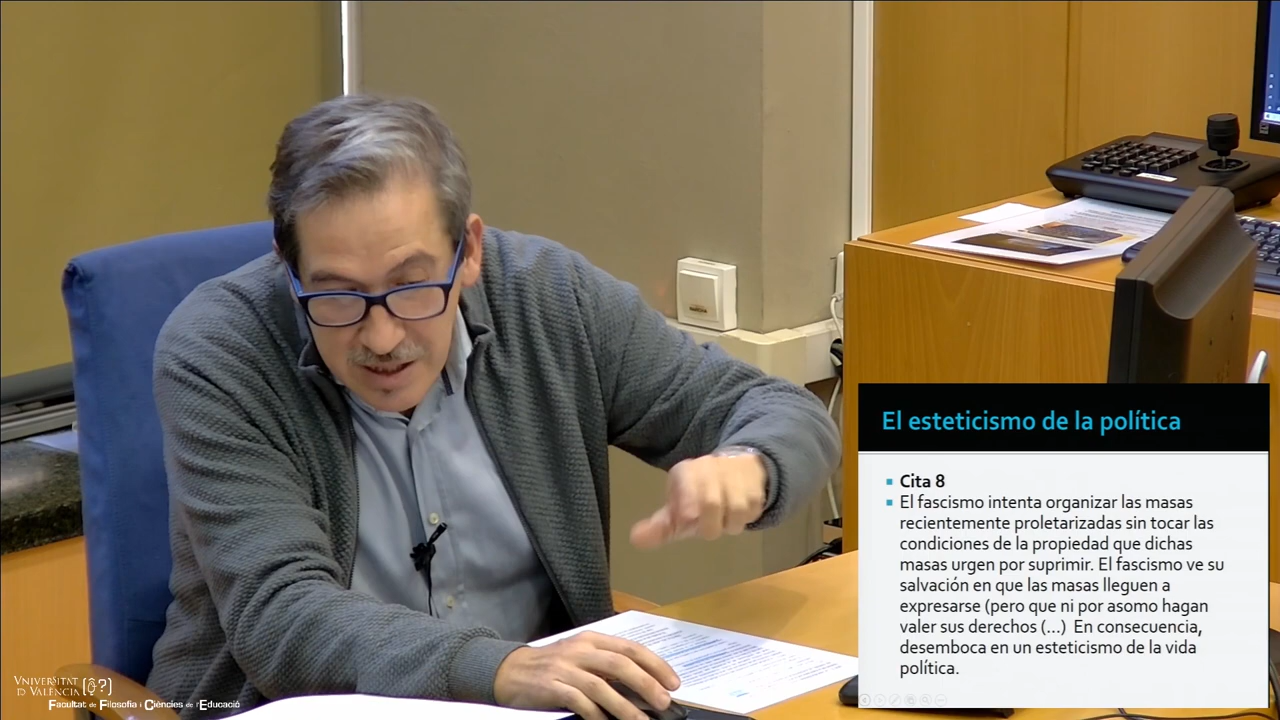 El esteticismo de la política
Cita 8
El fascismo intenta organizar las masas
recientemente proletarizadas sin tocar las
condiciones de la propiedad que dichas
masas urgen por suprimir. El fascismo ve su
salvación en que las masas lleguen a
expresarse (pero que ni por asomo hagan
valer sus derechos (...)  En consecuencia,
desemboca en un esteticismo de la vida
política.
VNIVERSITAT
D VALÈNCIA
Facultat de Filosofia i Ciències de l'Educació